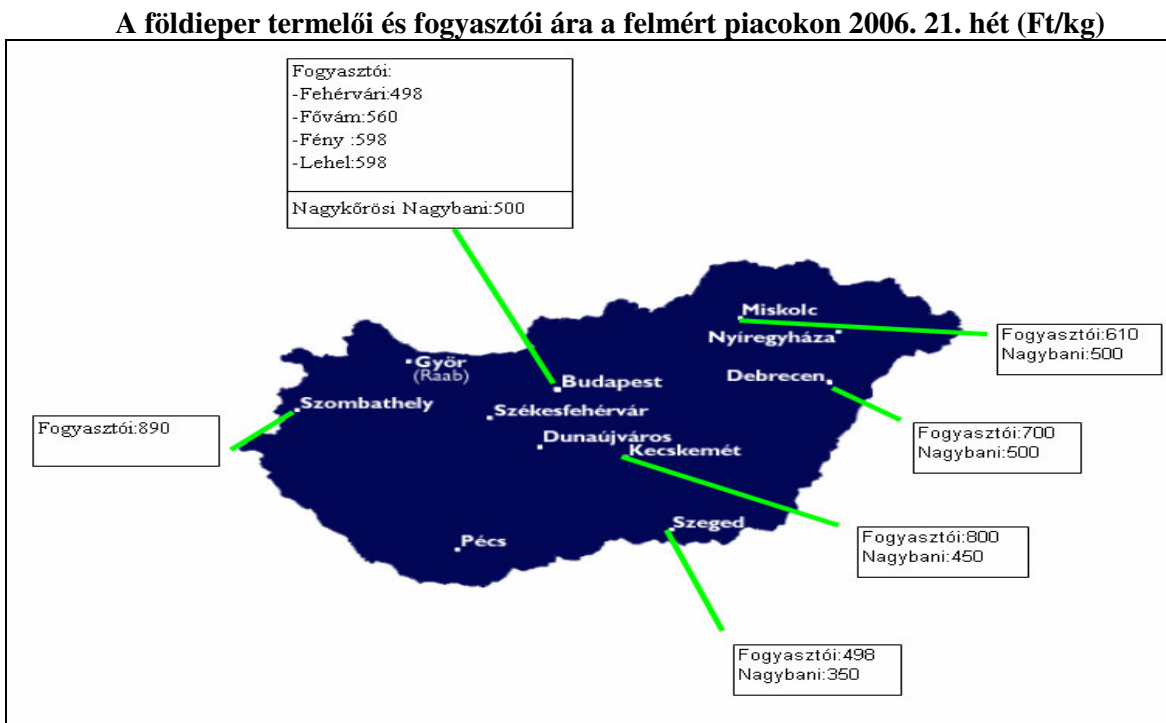 A földieper termelői és fogyasztói ára a felmért piacokon 2006. 21. hét (Ft/kg)
Fogyasztói:
-Fehérvári:498
-Fővám:560
-Fény :598
-Lehel:598
Nagykőrösi Nagybani:500
Miskolc
Nyíregyháza
Fogyasztói:610
Nagybani:500
Győr
(Raab)
Budapest
Debrecen
Szombathely
Székesfehérvár
Fogyasztói:890
Fogyasztói:700
Nagybani:500
Dunaújváros
Kecskemét
Szeged
Fogyasztói:800
Nagybani:450
Pécs
Fogyasztói:498
Nagybani:350